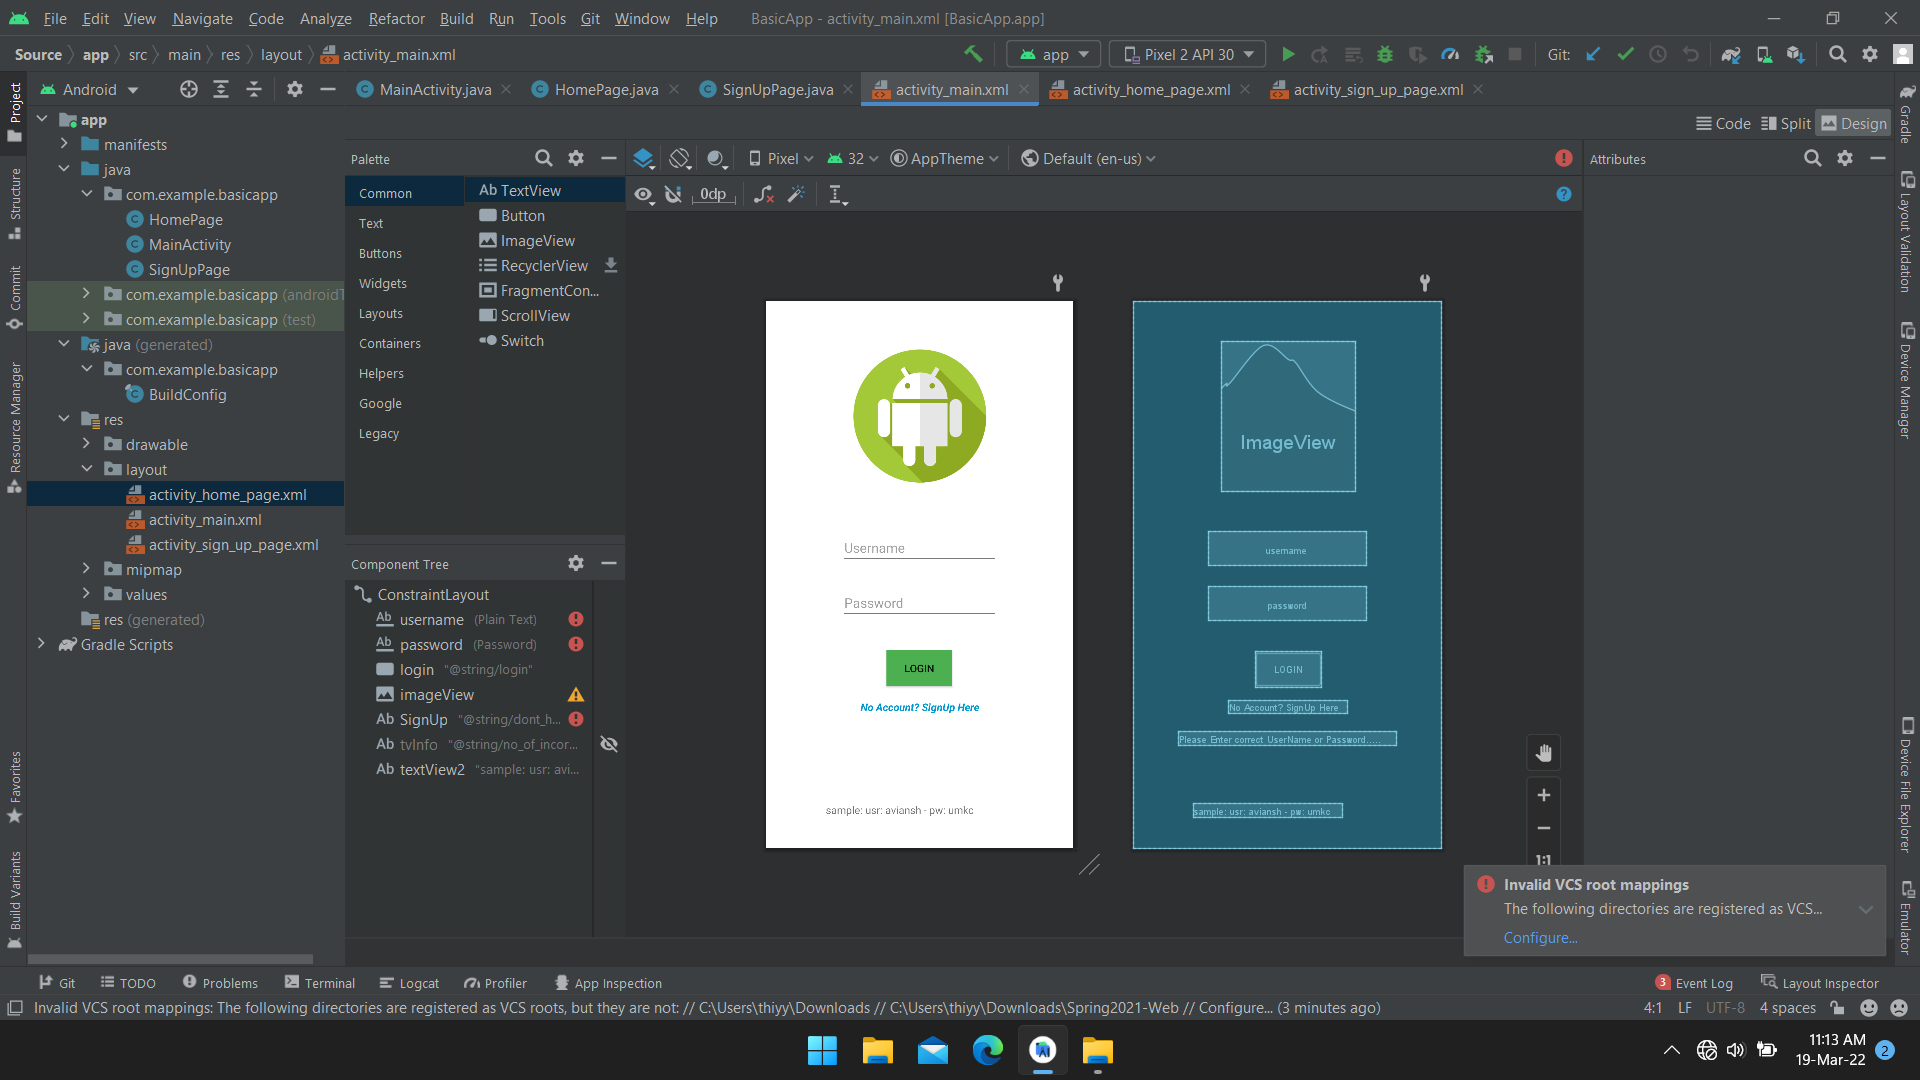 File Edit View Navigate Code Analyze Refactor Build Run Tools Git Window Help BasicApp - activity_main.xml [BasicApp.app]
Source app src main res layout activity_main.xml app Pixel 2 API 30 Git:
Project
Structure
Commit
Resource Manager
Favorites
Build Variants
Android
app
manifests
java
com.example.basicapp
HomePage
MainActivity
SignUpPage
com.example.basicapp (androidT
com.example.basicapp (test)
java (generated)
com.example.basicapp
BuildConfig
res
drawable
layout
activity_home_page.xml
activity_main.xml
activity_sign_up_page.xml
mipmap
values
res (generated)
Gradle Scripts
MainActivity.java HomePage.java SignUpPage.java activity_main.xml activity_home_page.xml activity_sign_up_page.xml
Code Split Design
Palette
Common
Text
Buttons
Widgets
Layouts
Containers
Helpers
Google
Legacy
Ab TextView
Button
ImageView
RecyclerView
FragmentCon...
ScrollView
Switch
Pixel 32 AppTheme Default (en-us)
0dp
Component Tree
ConstraintLayout
Ab username (Plain Text)
Ab password (Password)
login "@string/login"
imageView
Ab SignUp "@string/dont_h...
Ab tvInfo "@string/no_of_incor...
Ab textView2 "sample: usr: avi...
Username
Password
LOGIN
No Account? SignUp Here
sample: usr: aviansh - pw: umkc
ImageView
username
password
LOGIN
No Account? SignUp Here
Please Enter correct UserName or Password.....
sample: usr: aviansh - pw: umkc
1:1
Attributes
Gradle
Layout Validation
Device Manager
Device File Explorer
Emulator
Invalid VCS root mappings
The following directories are registered as VCS...
Configure...
Git TODO Problems Terminal Logcat Profiler App Inspection 3 Event Log Layout Inspector
Invalid VCS root mappings: The following directories are registered as VCS roots, but they are not: // C:\Users\thiyy\Downloads // C:\Users\thiyy\Downloads\Spring2021-Web // Configure... (3 minutes ago) 4:1 LF UTF-8 4 spaces
11:13 AM
19-Mar-22 2